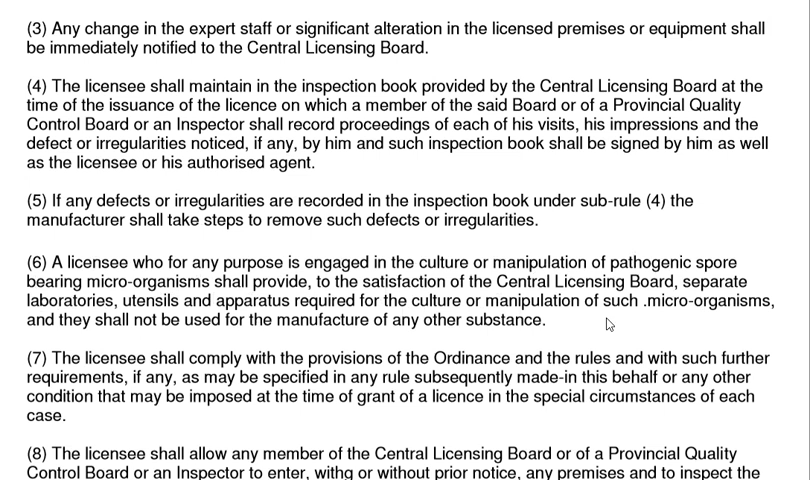 (3) Any change in the expert staff or significant alteration in the licensed premises or equipment shall
be immediately notified to the Central Licensing Board.
(4) The licensee shall maintain in the inspection book provided by the Central Licensing Board at the
time of the issuance of the licence on which a member of the said Board or of a Provincial Quality
Control Board or an Inspector shall record proceedings of each of his visits, his impressions and the
defect or irregularities noticed, if any, by him and such inspection book shall be signed by him as well
as the licensee or his authorised agent.
(5) If any defects or irregularities are recorded in the inspection book under sub-rule (4) the
manufacturer shall take steps to remove such defects or irregularities.
(6) A licensee who for any purpose is engaged in the culture or manipulation of pathogenic spore
bearing micro-organisms shall provide, to the satisfaction of the Central Licensing Board, separate
laboratories, utensils and apparatus required for the culture or manipulation of such .micro-organisms,
and they shall not be used for the manufacture of any other substance.
(7) The licensee shall comply with the provisions of the Ordinance and the rules and with such further
requirements, if any, as may be specified in any rule subsequently made-in this behalf or any other
condition that may be imposed at the time of grant of a licence in the special circumstances of each
case.
(8) The licensee shall allow any member of the Central Licensing Board or of a Provincial Quality
Control Board or an Inspector to enter, withg or without prior notice, any premises and to inspect the